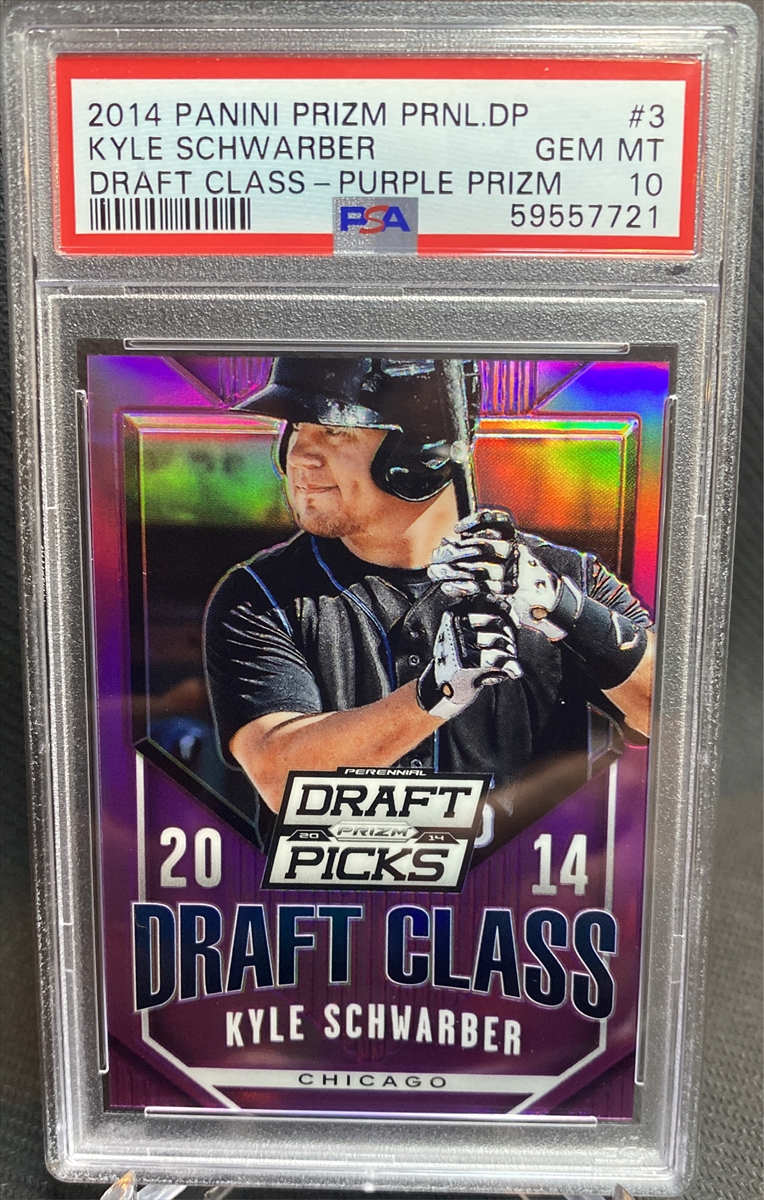 2014 PANINI PRIZM PRNL.DP #3
KYLE SCHWARBER GEM MT
DRAFT CLASS – PURPLE PRIZM 10
PSA 59557721
PERENNIAL
DRAFT
20 PRIZM 14
PICKS
20 14
DRAFT CLASS
KYLE SCHWARBER
CHICAGO